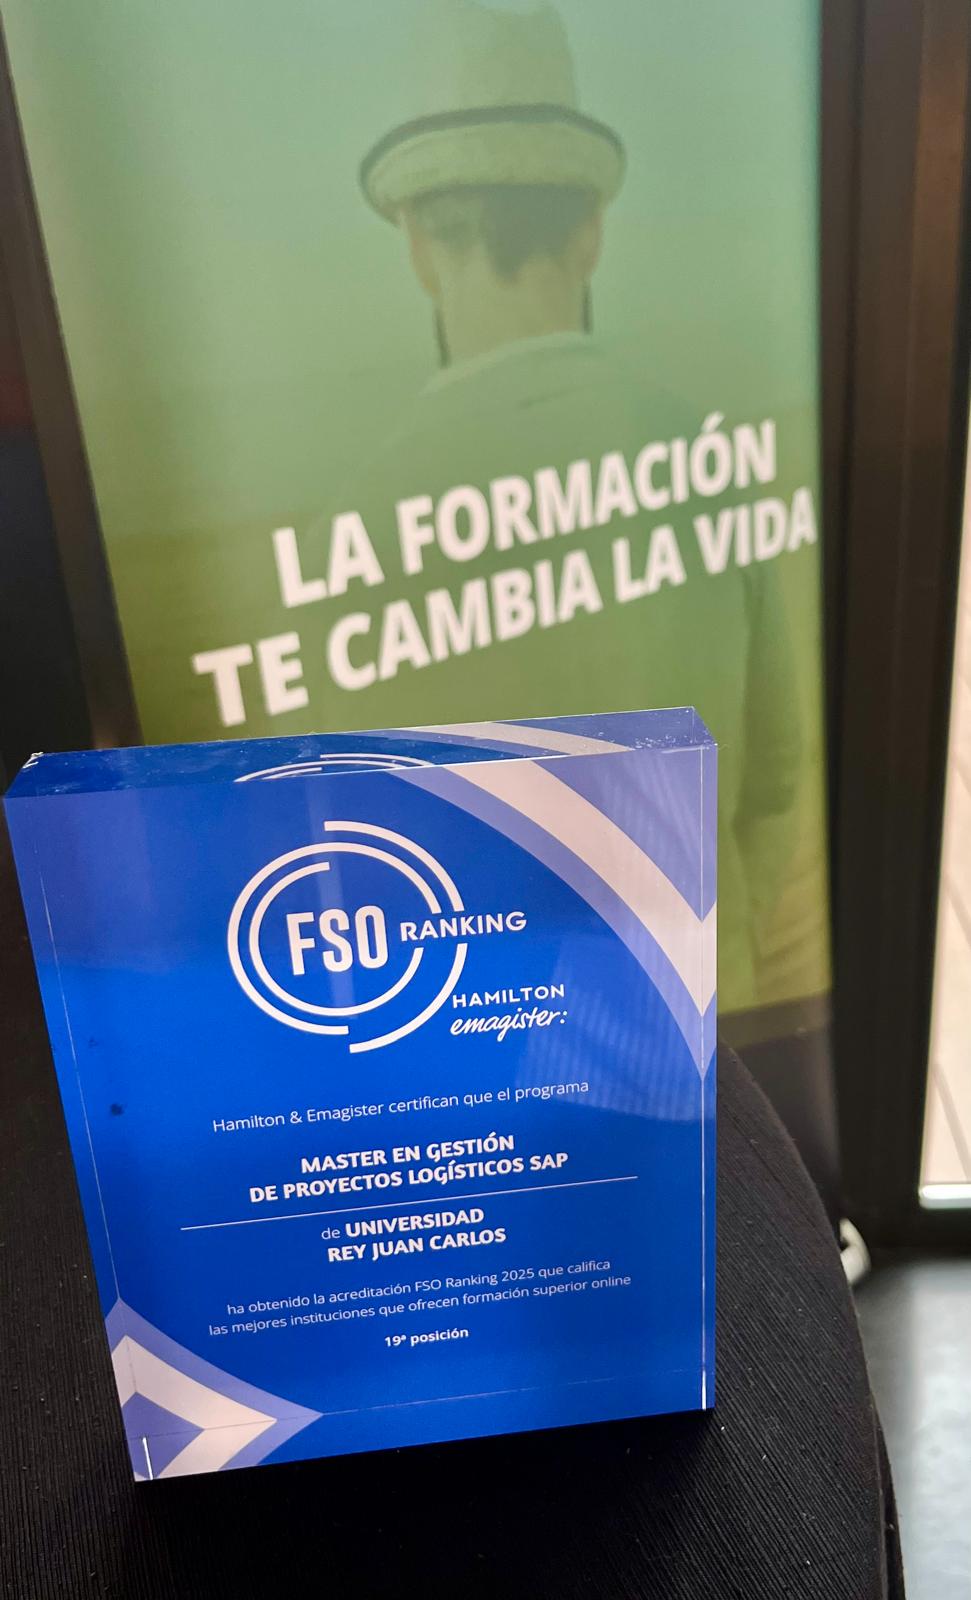 LA FORMACIÓN
TE CAMBIA LA VIDA
FSO RANKING
HAMILTON
emagister:
Hamilton & Emagister certifican que el programa
MASTER EN GESTIÓN
DE PROYECTOS LOGÍSTICOS SAP
de UNIVERSIDAD
REY JUAN CARLOS
ha obtenido la acreditación FSO Ranking 2025 que califica
las mejores instituciones que ofrecen formación superior online
19ª posición